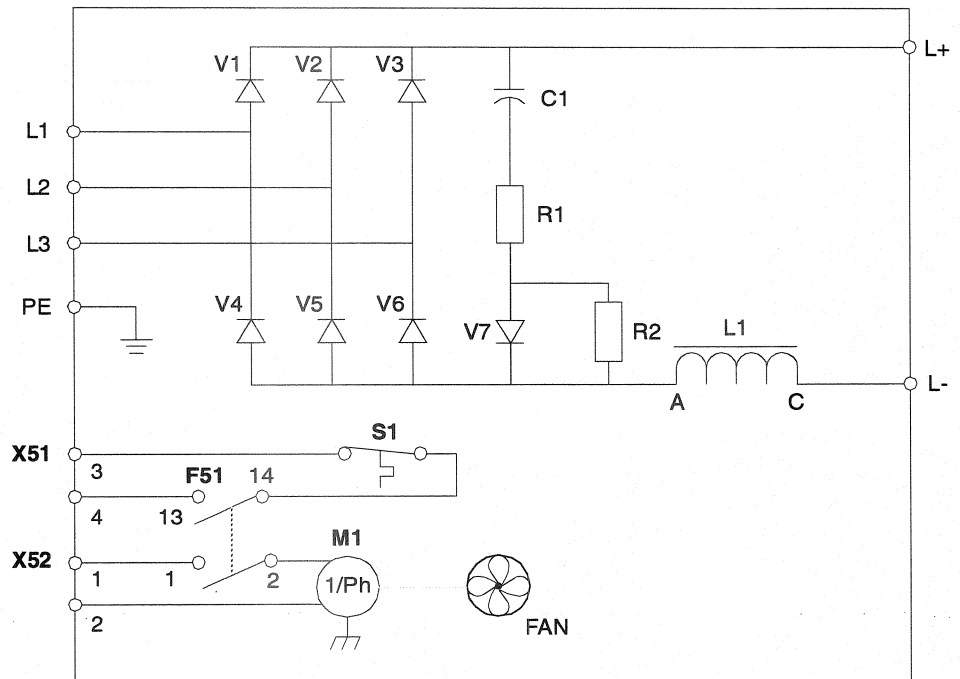 L+
V1 V2 V3
C1
L1
L2
R1
L3
PE
V4 V5 V6
V7 R2 L1
L-
A C
S1
X51
3 F51 14
4 13
M1
X52
1 1 2 1/Ph
2
FAN